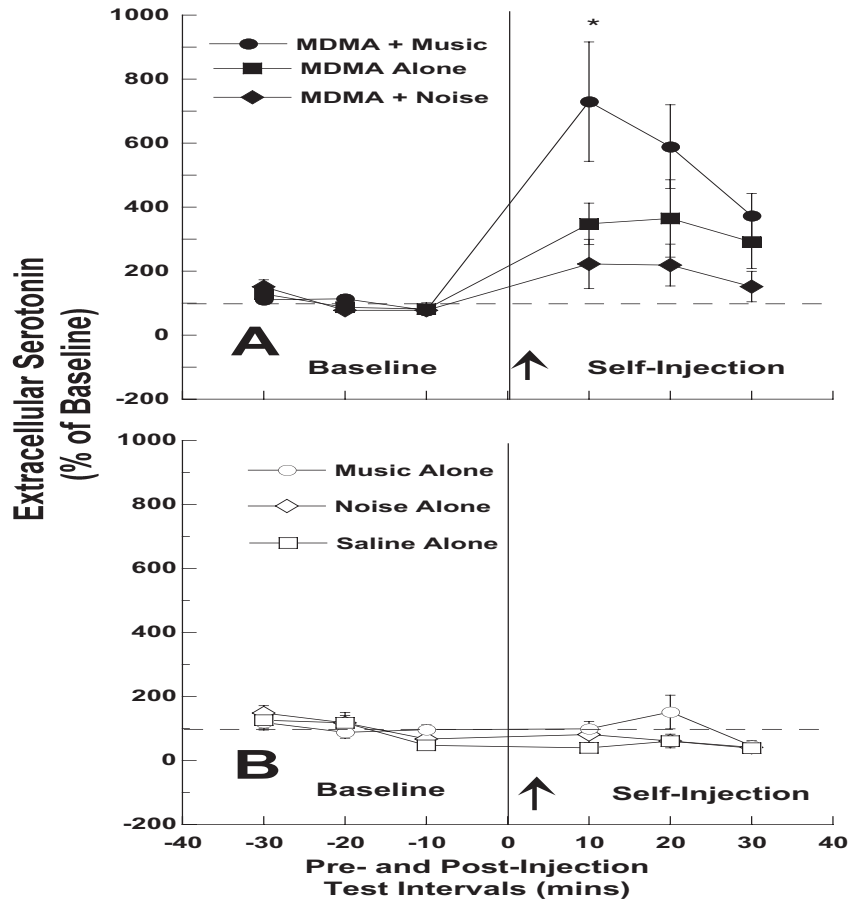 Extracellular Serotonin
(% of Baseline)
1000
800
600
400
200
0
-200
*
MDMA + Music
MDMA Alone
MDMA + Noise
A
Baseline
Self-Injection
1000
800
600
400
200
0
-200
Music Alone
Noise Alone
Saline Alone
B
Baseline
Self-Injection
-40 -30 -20 -10 0 10 20 30 40
Pre- and Post-Injection
Test Intervals (mins)